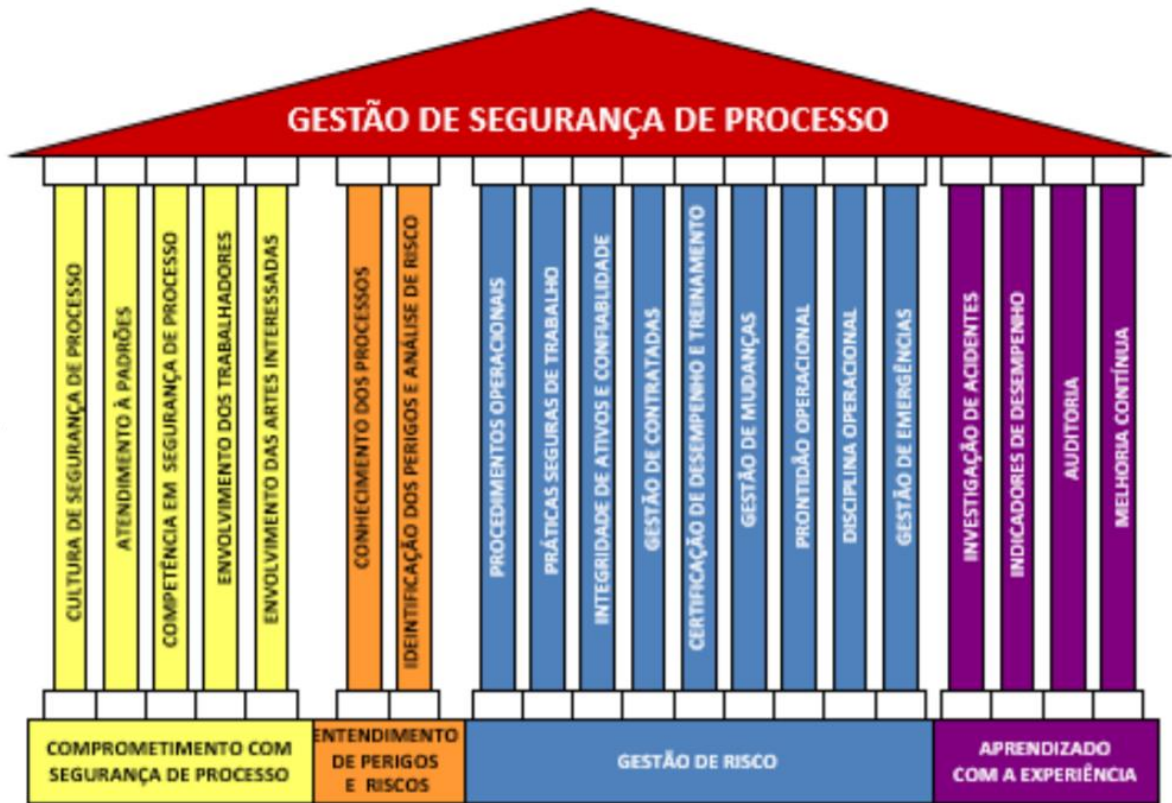 GESTÃO DE SEGURANÇA DE PROCESSO
CULTURA DE SEGURANÇA DE PROCESSO
ATENDIMENTO À PADRÕES
COMPETÊNCIA EM SEGURANÇA DE PROCESSO
ENVOLVIMENTO DOS TRABALHADORES
ENVOLVIMENTO DAS ARTES INTERESSADAS
CONHECIMENTO DOS PROCESSOS
IDEINTIFICAÇÃO DOS PERIGOS E ANÁLISE DE RISCO
PROCEDIMENTOS OPERACIONAIS
PRÁTICAS SEGURAS DE TRABALHO
INTEGRIDADE DE ATIVOS E CONFIABLIDADE
GESTÃO DE CONTRATADAS
CERTIFICAÇÃO DE DESEMPENHO E TREINAMENTO
GESTÃO DE MUDANÇAS
PRONTIDÃO OPERACIONAL
DISCIPLINA OPERACIONAL
GESTÃO DE EMERGÊNCIAS
INVESTIGAÇÃO DE ACIDENTES
INDICADORES DE DESEMPENHO
AUDITORIA
MELHORIA CONTÍNUA
COMPROMETIMENTO COM
SEGURANÇA DE PROCESSO
ENTENDIMENTO
DE PERIGOS
E RISCOS
GESTÃO DE RISCO
APRENDIZADO
COM A EXPERIÊNCIA